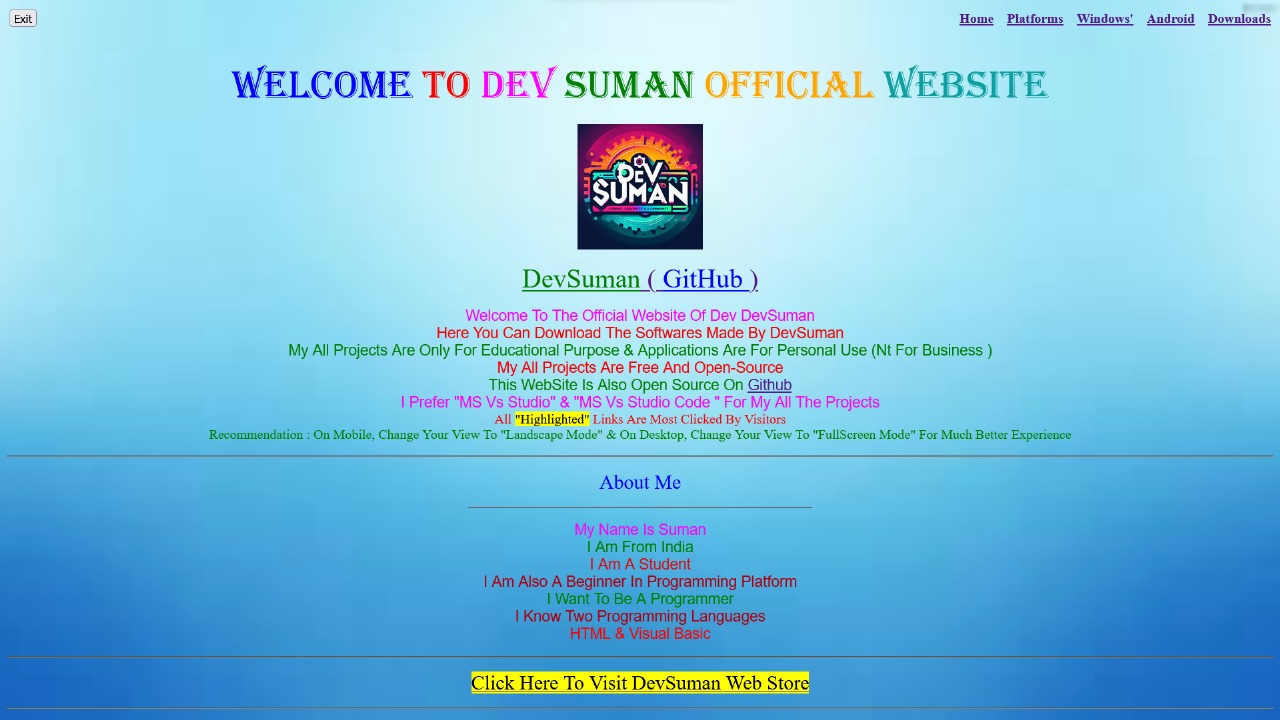 Exit
Home Platforms Windows' Android Downloads
WELCOME TO DEV SUMAN OFFICIAL WEBSITE
DEV
SUMAN
DevSuman ( GitHub )
Welcome To The Official Website Of Dev DevSuman
Here You Can Download The Softwares Made By DevSuman
My All Projects Are Only For Educational Purpose & Applications Are For Personal Use (Nt For Business )
My All Projects Are Free And Open-Source
This WebSite Is Also Open Source On Github
I Prefer "MS Vs Studio" & "MS Vs Studio Code " For My All The Projects
All "Highlighted" Links Are Most Clicked By Visitors
Recommendation : On Mobile, Change Your View To "Landscape Mode" & On Desktop, Change Your View To "FullScreen Mode" For Much Better Experience
About Me
My Name Is Suman
I Am From India
I Am A Student
I Am Also A Beginner In Programming Platform
I Want To Be A Programmer
I Know Two Programming Languages
HTML & Visual Basic
Click Here To Visit DevSuman Web Store